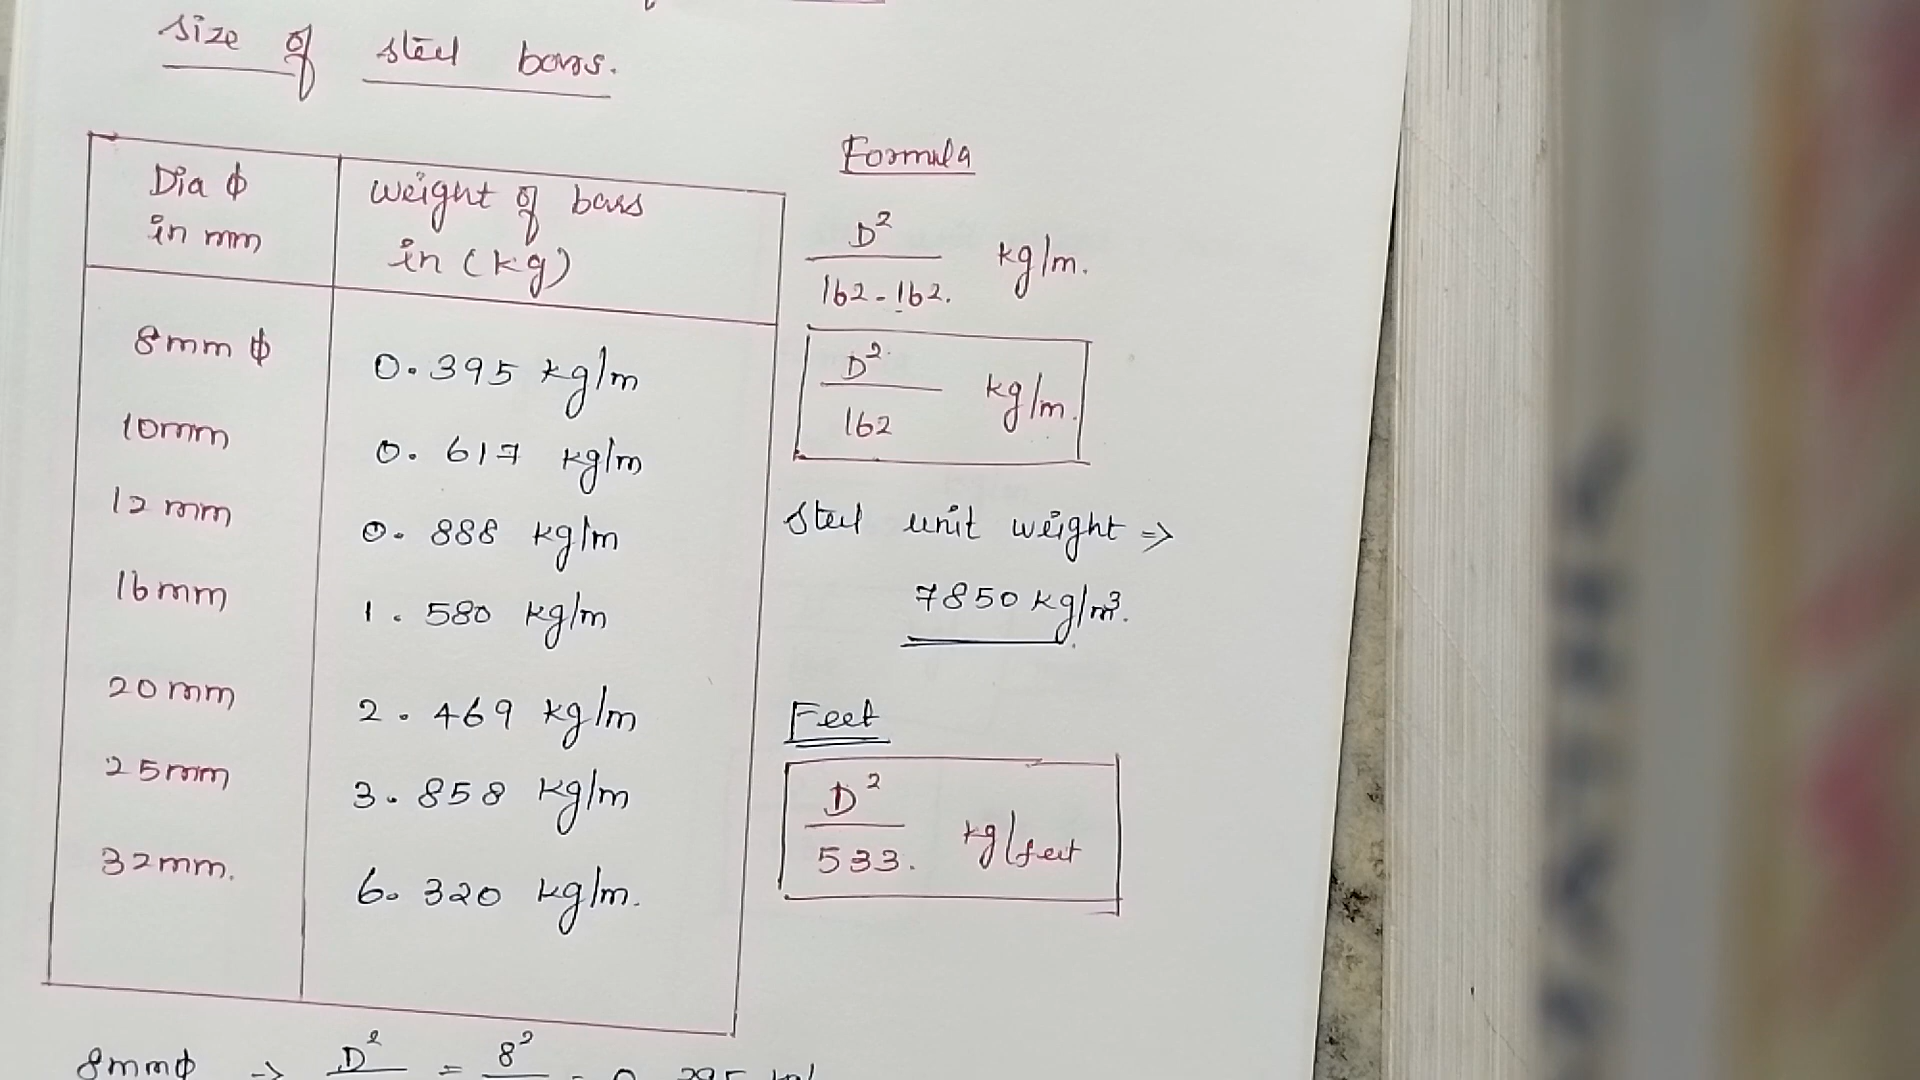 size of steel bars.
Dia ϕ
in mm
weight of bars
in (kg)
8mm ϕ
0.395 kg/m
10mm
0.617 kg/m
12 mm
0.888 kg/m
16mm
1.580 kg/m
20mm
2.469 kg/m
25mm
3.858 kg/m
32mm.
6.320 kg/m.
Formula
D²
kg/m.
162-162.
D²
kg/m.
162
Steel unit weight ⇒
7850 kg/m³.
Feet
D²
kg/feet
533.
8mmϕ → D² = 8² =